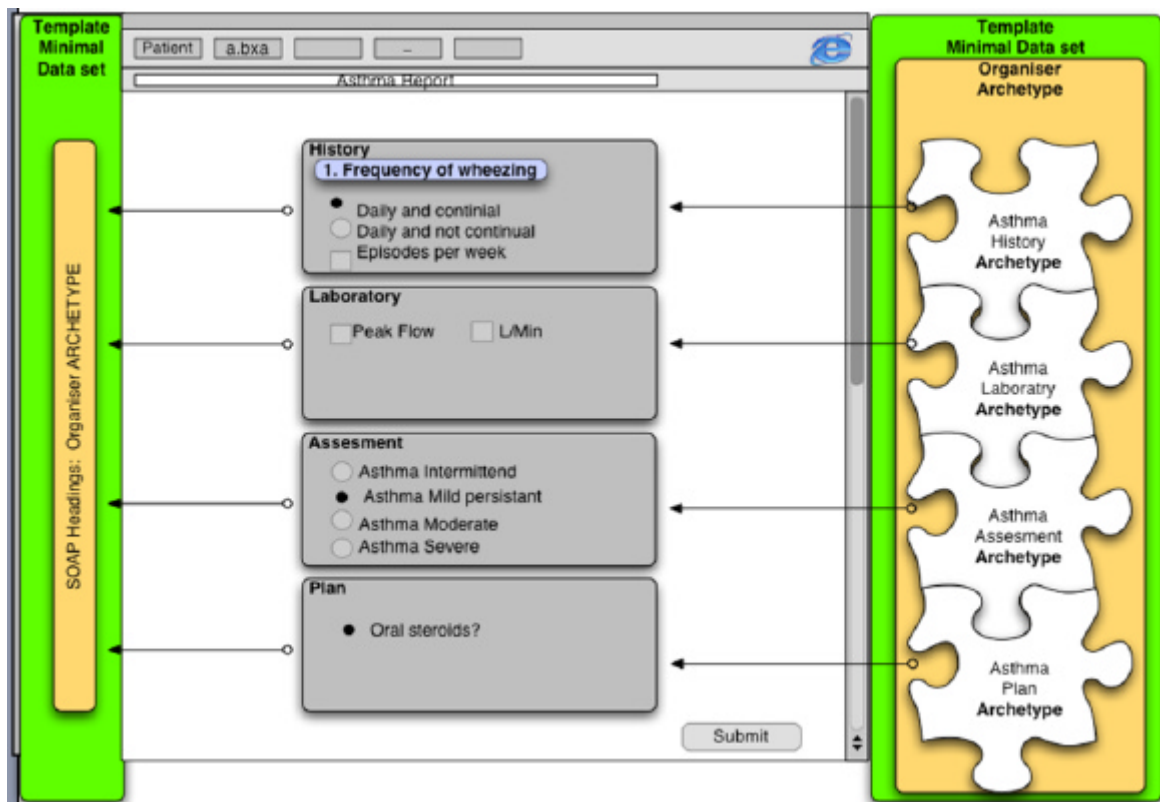 Template
Minimal
Data set
SOAP Headings: Organiser ARCHETYPE
Patient
a.bxa
–
Asthma Report
History
1. Frequency of wheezing
Daily and continial
Daily and not continual
Episodes per week
Laboratory
Peak Flow
L/Min
Assesment
Asthma Intermittend
Asthma Mild persistant
Asthma Moderate
Asthma Severe
Plan
Oral steroids?
Submit
Template
Minimal Data set
Organiser
Archetype
Asthma
History
Archetype
Asthma
Laboratry
Archetype
Asthma
Assesment
Archetype
Asthma
Plan
Archetype